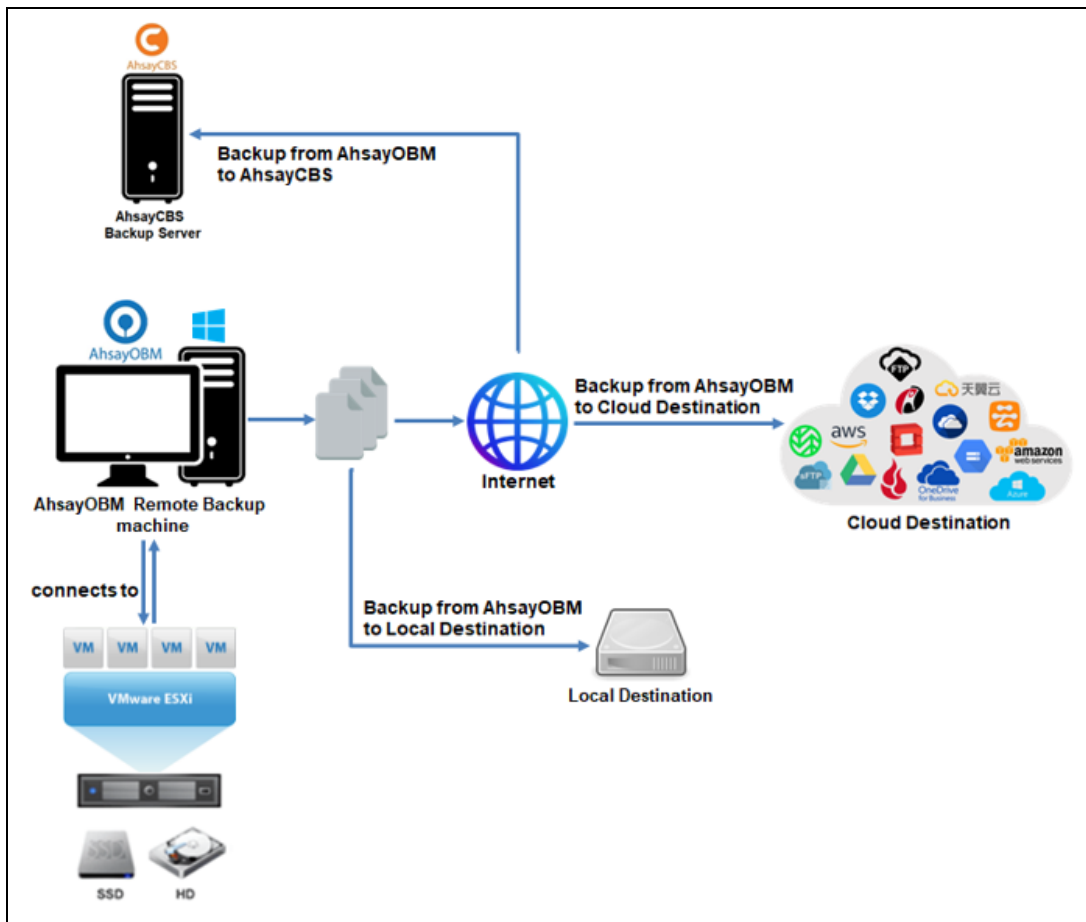 AhsayCBS
Backup from AhsayOBM
to AhsayCBS
AhsayCBS
Backup Server
AhsayOBM
AhsayOBM Remote Backup
machine
Internet
Backup from AhsayOBM
to Cloud Destination
FTP
天翼云
aws
amazon
web services
sFTP
OneDrive
for Business
Azure
Cloud Destination
connects to
VM VM VM VM
VMware ESXi
Backup from AhsayOBM
to Local Destination
Local Destination
SSD
SSD HD